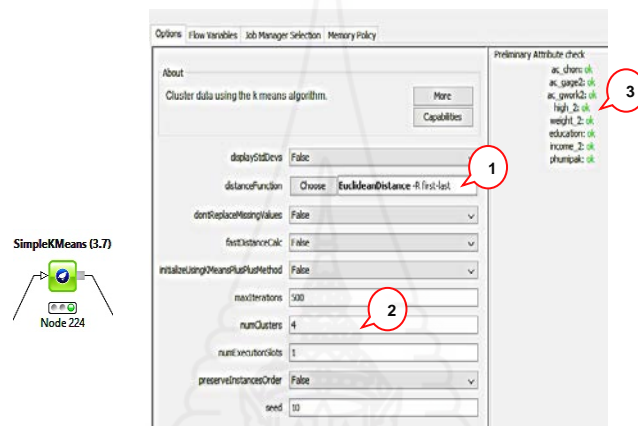 Options Flow Variables Job Manager Selection Memory Policy
About
Cluster data using the k means algorithm.
More
Capabilities
displayStdDevs False
distanceFunction Choose EuclideanDistance -R first-last
dontReplaceMissingValues False
fastDistanceCalc False
initializeUsingKMeansPlusPlusMethod False
maxIterations 500
numClusters 4
numExecutionSlots 1
preserveInstancesOrder False
seed 10
1
2
Preliminary Attribute check
ac_chom: ok
ac_gage2: ok
ac_gwork2: ok
high_2: ok
weight_2: ok
education: ok
income_2: ok
phumipak: ok
3
SimpleKMeans (3.7)
Node 224